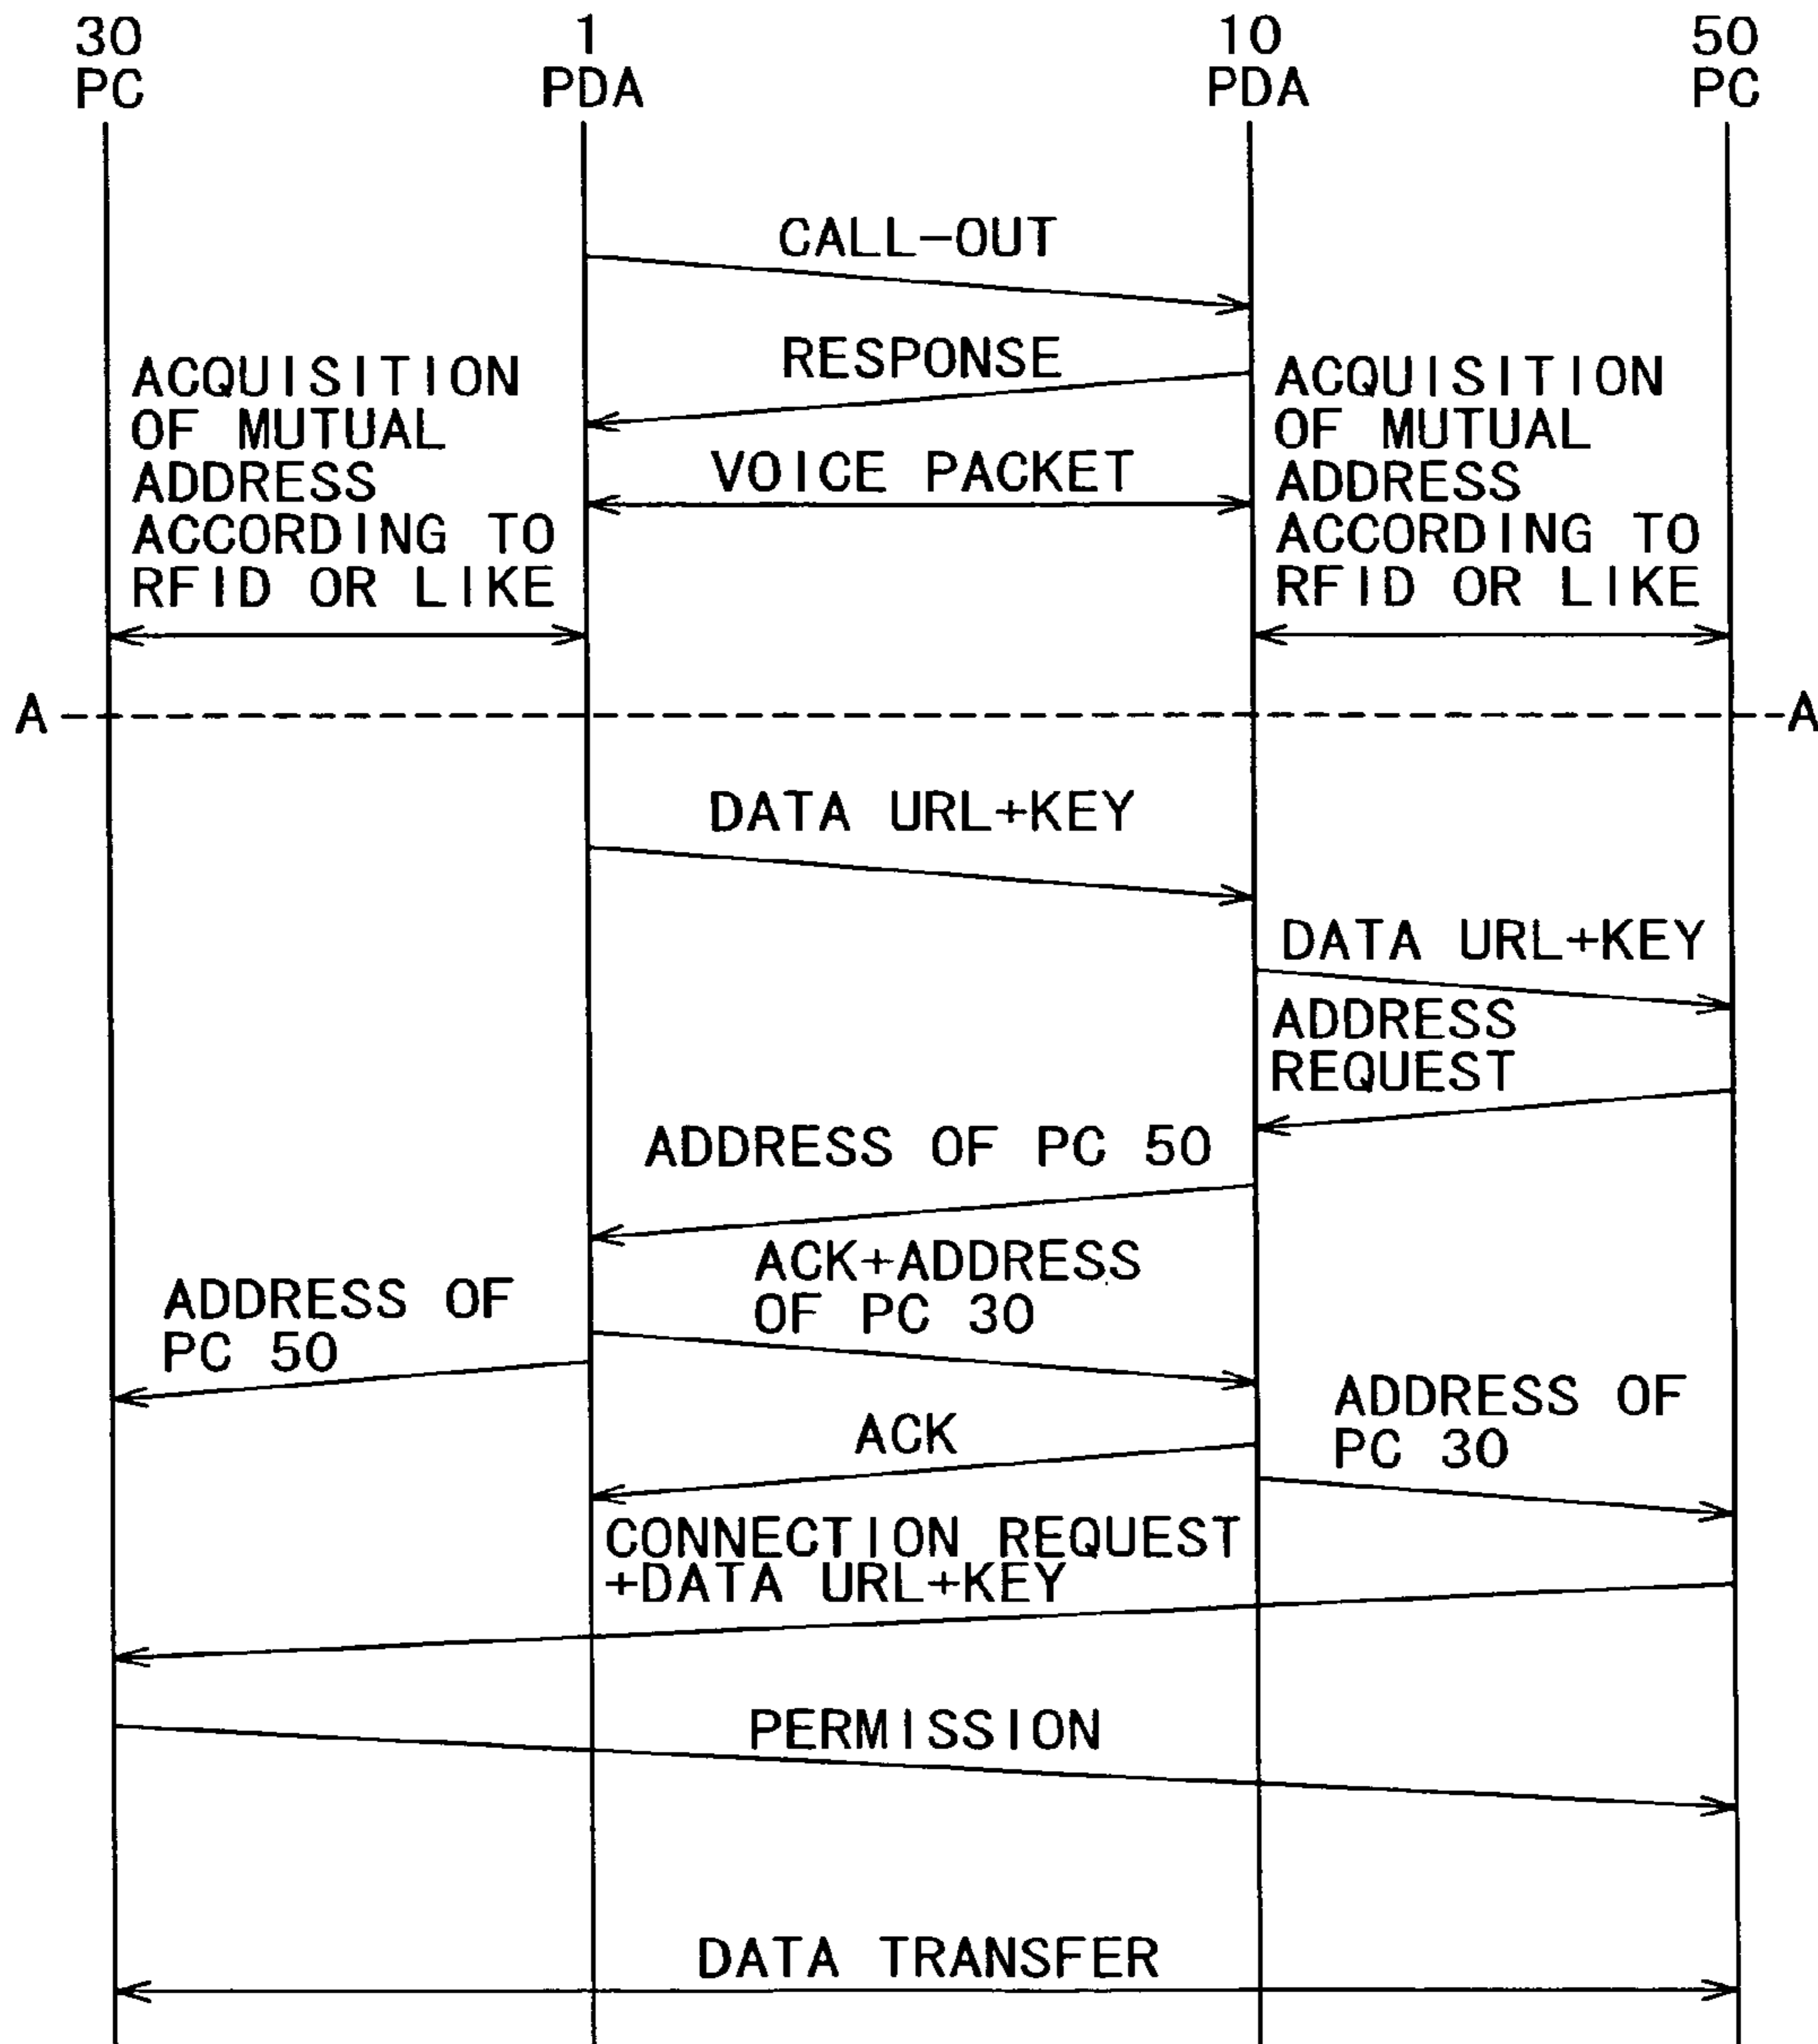 30
PC
1
PDA
10
PDA
50
PC
CALL-OUT
RESPONSE
ACQUISITION
OF MUTUAL
ADDRESS
ACCORDING TO
RFID OR LIKE
VOICE PACKET
ACQUISITION
OF MUTUAL
ADDRESS
ACCORDING TO
RFID OR LIKE
A
A
DATA URL+KEY
DATA URL+KEY
ADDRESS
REQUEST
ADDRESS OF PC 50
ACK+ADDRESS
OF PC 30
ADDRESS OF
PC 50
ACK
ADDRESS OF
PC 30
CONNECTION REQUEST
+DATA URL+KEY
PERMISSION
DATA TRANSFER